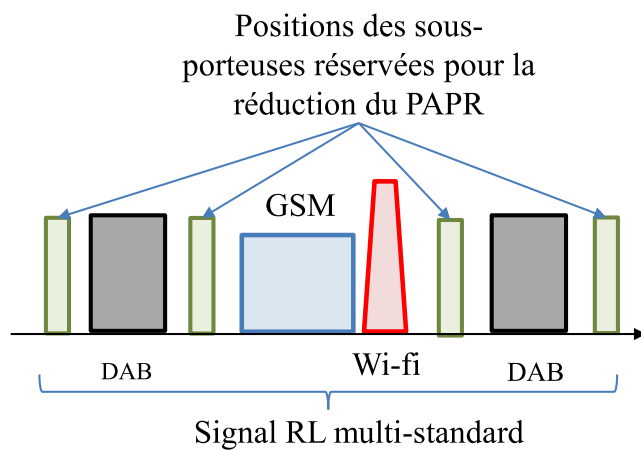 Positions des sous-
porteuses réservées pour la
réduction du PAPR
GSM
DAB
Wi-fi
DAB
Signal RL multi-standard